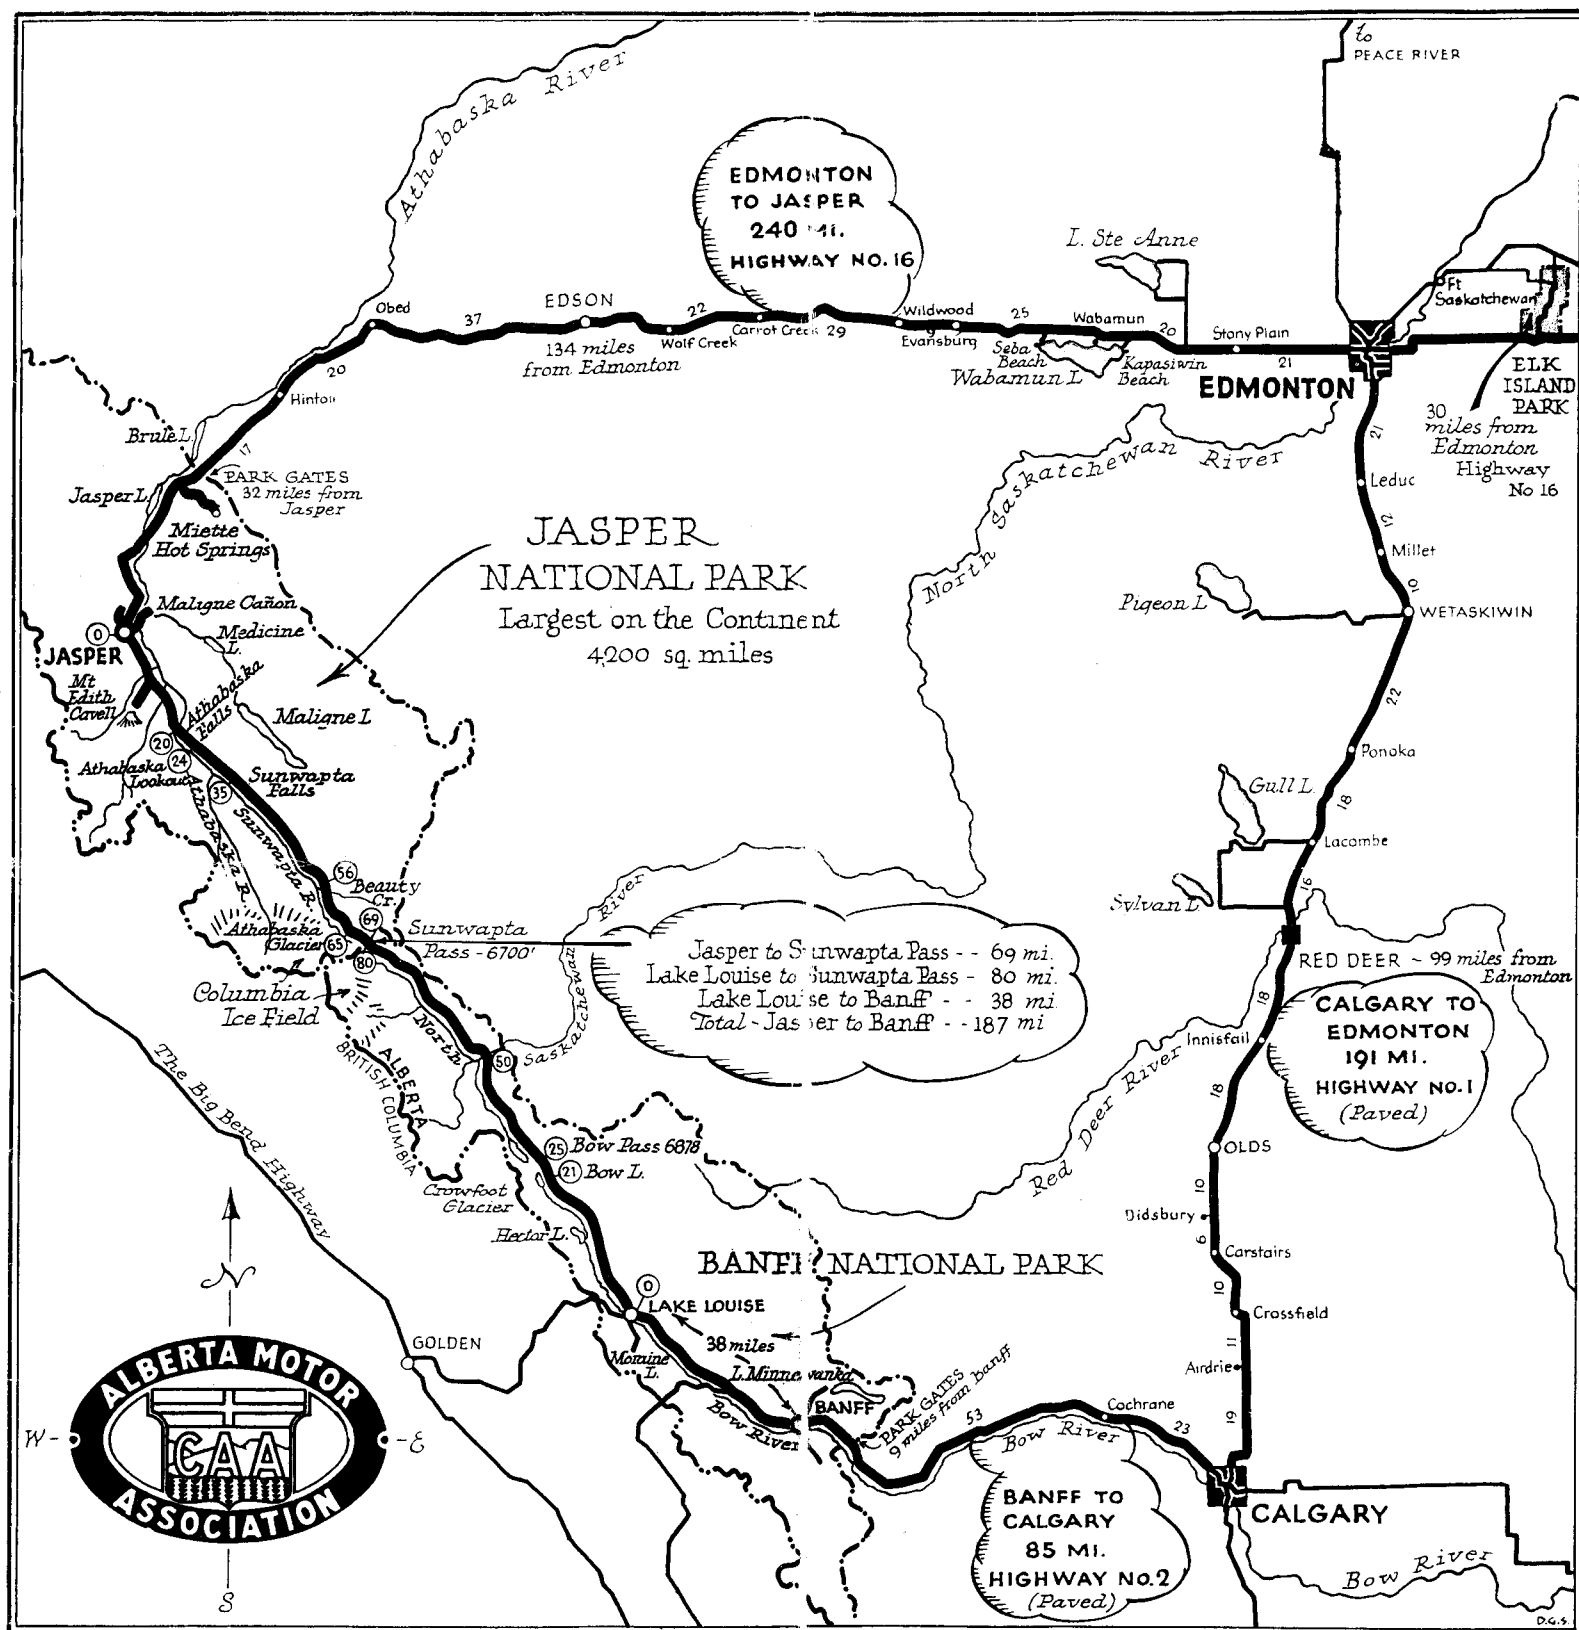 to
PEACE RIVER
Athabaska River
EDMONTON
TO JASPER
240 MI.
HIGHWAY NO. 16
L. Ste Anne
Ft
Saskatchewan
Obed
37
EDSON
134 miles
from Edmonton
22
Wolf Creek
Carrot Creek
29
Wildwood
9
Evansburg
25
Seba
Beach
Wabamun L
Wabamun
20
Kapasiwin
Beach
Stony Plain
21
EDMONTON
ELK
ISLAND
PARK
30
miles from
Edmonton
Highway
No 16
20
Hinton
Brule L.
17
PARK GATES
32 miles from
Jasper
Jasper L.
Miette
Hot Springs
JASPER
NATIONAL PARK
Largest on the Continent
4,200 sq. miles
North Saskatchewan River
21
Leduc
12
Millet
10
Pigeon L
WETASKIWIN
Maligne Cañon
Medicine
L.
0
JASPER
Mt
Edith
Cavell
Athabaska
Falls
Maligne L
22
Ponoka
20
24
Athabaska
Lookout
35
Sunwapta
Falls
Athabaska R.
Sunwapta R.
Gull L.
18
Lacombe
16
Sylvan L
56
Beauty
Cr.
69
Athabaska
Glacier
65
Sunwapta
Pass - 6700'
80
Columbia
Ice Field
North
Saskatchewan
River
Jasper to Sunwapta Pass - - 69 mi.
Lake Louise to Sunwapta Pass - 80 mi.
Lake Louise to Banff - - 38 mi.
Total - Jasper to Banff - - 187 mi
RED DEER - 99 miles from
Edmonton
CALGARY TO
EDMONTON
191 MI.
HIGHWAY NO. 1
(Paved)
18
Innisfail
Red Deer River
18
OLDS
10
Didsbury
6
Carstairs
10
Crossfield
11
Airdrie
19
The Big Bend Highway
ALBERTA
BRITISH COLUMBIA
50
25
Bow Pass 6878
21
Bow L.
Crowfoot
Glacier
Hector L.
BANFF NATIONAL PARK
0
LAKE LOUISE
38 miles
Moraine
L.
L. Minnewanka
BANFF
Bow River
PARK GATES
9 miles from Banff
53
Bow River
Cochrane
23
BANFF TO
CALGARY
85 MI.
HIGHWAY NO. 2
(Paved)
CALGARY
Bow River
GOLDEN
N
W
E
S
ALBERTA MOTOR
CAA
ASSOCIATION
D.G.S.